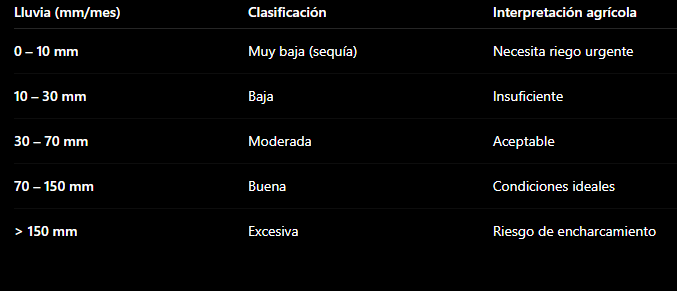 Lluvia (mm/mes) Clasificación Interpretación agrícola
0 – 10 mm Muy baja (sequía) Necesita riego urgente
10 – 30 mm Baja Insuficiente
30 – 70 mm Moderada Aceptable
70 – 150 mm Buena Condiciones ideales
> 150 mm Excesiva Riesgo de encharcamiento